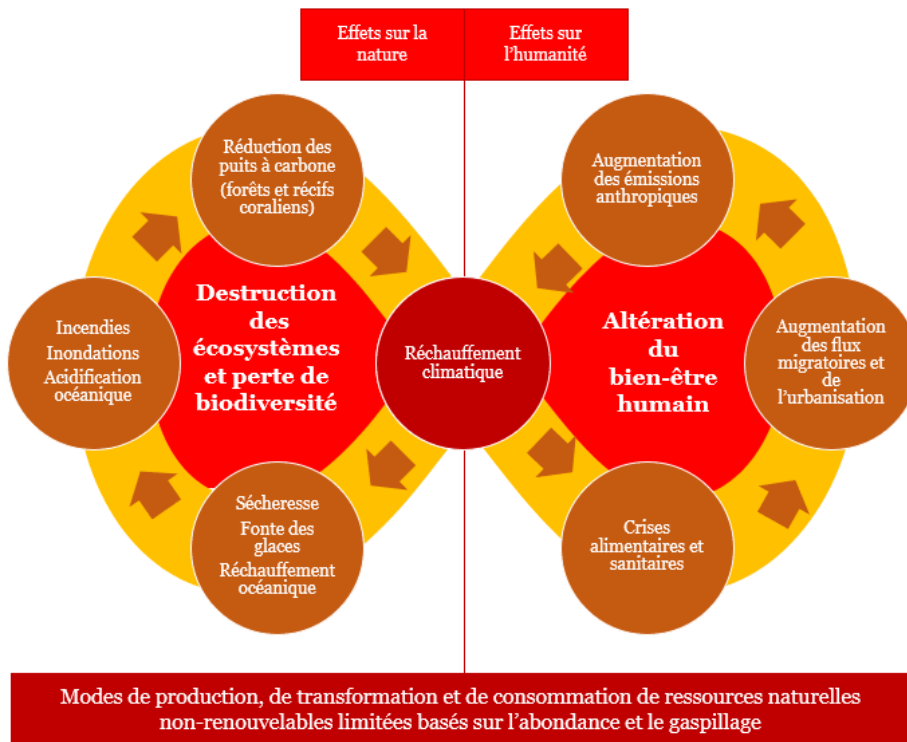 Effets sur la
nature
Effets sur
l'humanité
Réduction des
puits à carbone
(forêts et récifs
coraliens)
Augmentation
des émissions
anthropiques
Incendies
Inondations
Acidification
océanique
Destruction
des
écosystèmes
et perte de
biodiversité
Réchauffement
climatique
Altération
du
bien-être
humain
Augmentation
des flux
migratoires et de
l'urbanisation
Sécheresse
Fonte des
glaces
Réchauffement
océanique
Crises
alimentaires et
sanitaires
Modes de production, de transformation et de consommation de ressources naturelles
non-renouvelables limitées basés sur l'abondance et le gaspillage